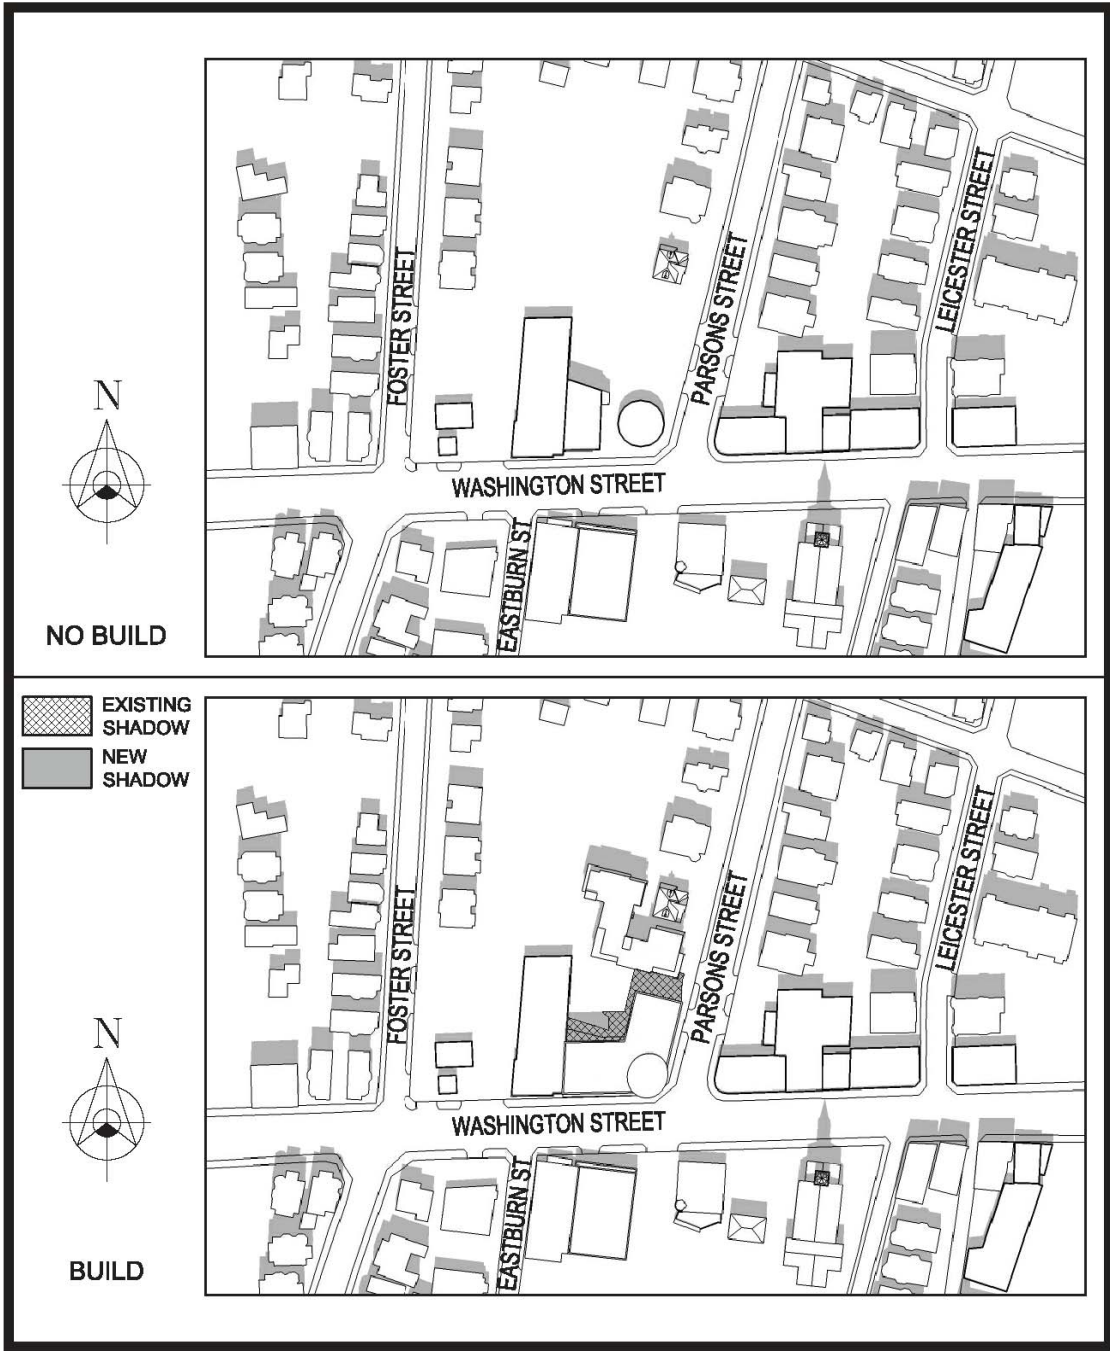 FOSTER STREET
PARSONS STREET
LEICESTER STREET
N
WASHINGTON STREET
EASTBURN ST
NO BUILD
EXISTING
SHADOW
NEW
SHADOW
FOSTER STREET
PARSONS STREET
LEICESTER STREET
N
WASHINGTON STREET
EASTBURN ST
BUILD